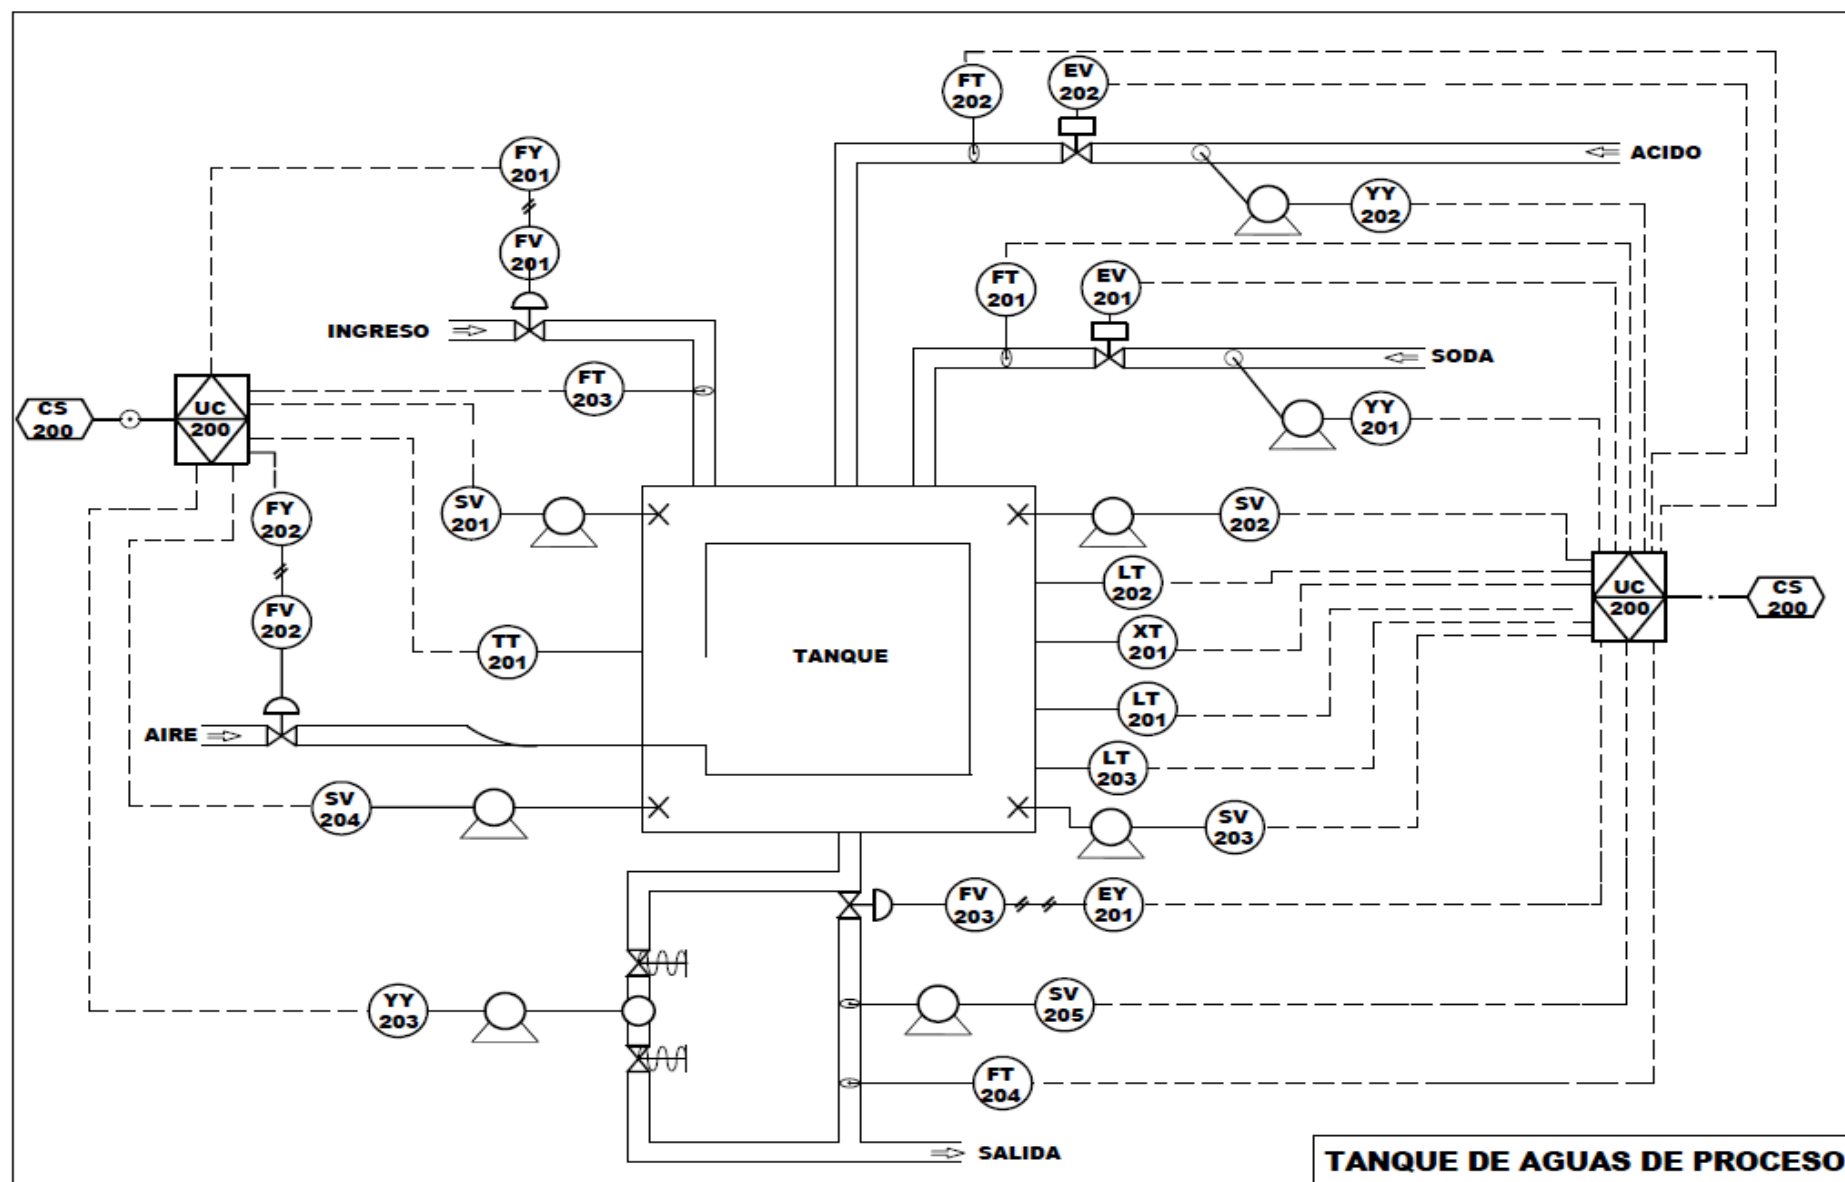 FT
202
EV
202
ACIDO
FY
201
YY
202
FV
201
FT
201
EV
201
INGRESO
SODA
FT
203
CS
200
UC
200
YY
201
SV
201
FY
202
SV
202
LT
202
UC
200
CS
200
FV
202
XT
201
TT
201
TANQUE
LT
201
AIRE
LT
203
SV
204
SV
203
FV
203
EY
201
YY
203
SV
205
FT
204
SALIDA
TANQUE DE AGUAS DE PROCESO